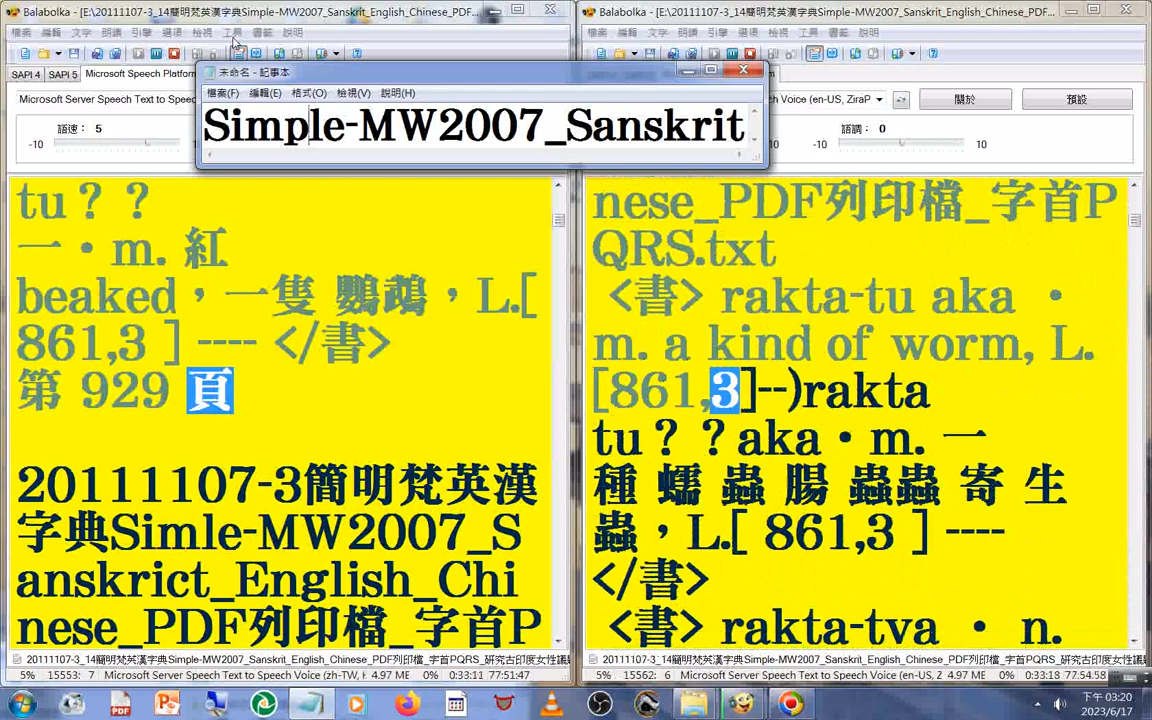 Balabolka - [E:\20111107-3_14簡明梵英漢字典Simple-MW2007_Sanskrit_English_Chinese_PDF...
檔案 編輯 文字 朗讀 引擎 選項 檢視 工具 書籤 說明
SAPI 4 SAPI 5 Microsoft Speech Platform
Microsoft Server Speech Text to Spee
語速： 5
-10
未命名 - 記事本
檔案(F) 編輯(E) 格式(O) 檢視(V) 說明(H)
Simple-MW2007_Sanskrit
tu？？
一・m. 紅
beaked，一隻 鸚鵡，L.[
861,3 ] ---- </書>
第 929 頁
20111107-3簡明梵英漢
字典Simle-MW2007_S
anskrict_English_Chi
nese_PDF列印檔_字首P
20111107-3_14簡明梵英漢字典Simple-MW2007_Sanskrit_English_Chinese_PDF列印檔_字首PQRS_研究古印度女性議題
5% 15553: 7 Microsoft Server Speech Text to Speech Voice (zh-TW, H 4.97 MB 0% 0:33:11 77:51:47
Balabolka - [E:\20111107-3_14簡明梵英漢字典Simple-MW2007_Sanskrit_English_Chinese_PDF...
檔案 編輯 文字 朗讀 引擎 選項 檢視 工具 書籤 說明
Voice (en-US, ZiraP
關於 預設
語調： 0
-10 10
nese_PDF列印檔_字首P
QRS.txt
<書> rakta-tu aka ・
m. a kind of worm, L.
[861,3]--)rakta
tu？？aka・m. 一
種 蠕 蟲 腸 蟲蟲 寄 生
蟲，L.[ 861,3 ] ----
</書>
<書> rakta-tva ・ n.
20111107-3_14簡明梵英漢字典Simple-MW2007_Sanskrit_English_Chinese_PDF列印檔_字首PQRS_研究古印度女性議題
5% 15562: 6 Microsoft Server Speech Text to Speech Voice (en-US, Z 4.97 MB 0% 0:33:18 77:54:58
下午 03:20
2023/6/17